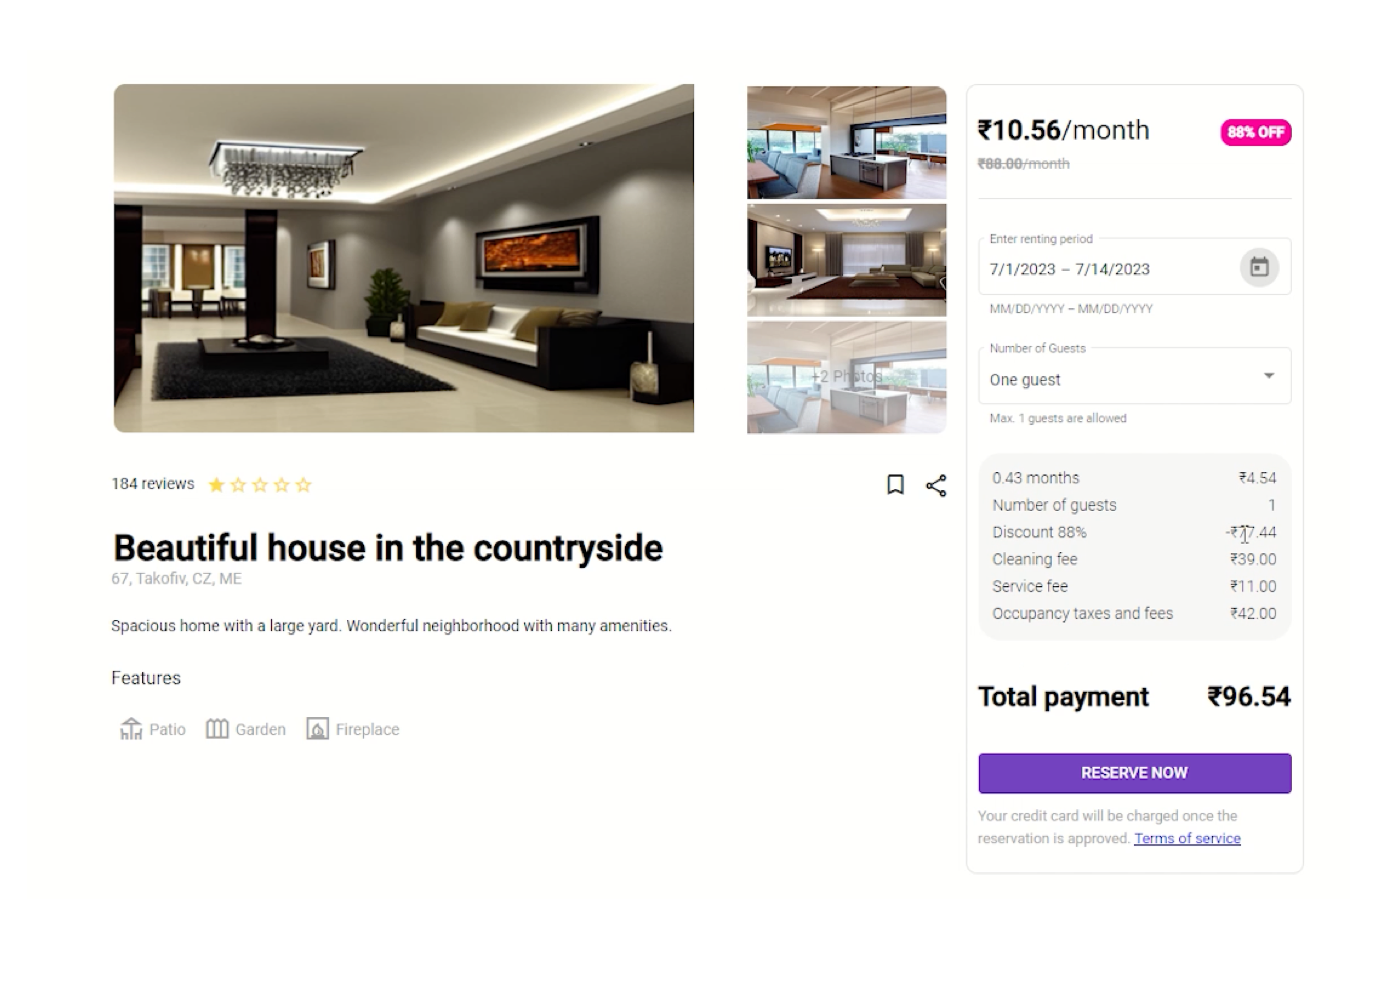 ₹10.56/month
88% OFF
₹88.00/month
Enter renting period
7/1/2023 – 7/14/2023
MM/DD/YYYY – MM/DD/YYYY
Number of Guests
One guest
Max. 1 guests are allowed
0.43 months ₹4.54
Number of guests 1
Discount 88% -₹77.44
Cleaning fee ₹39.00
Service fee ₹11.00
Occupancy taxes and fees ₹42.00
Total payment ₹96.54
RESERVE NOW
Your credit card will be charged once the
reservation is approved. Terms of service
+2 Photos
184 reviews
Beautiful house in the countryside
67, Takofiv, CZ, ME
Spacious home with a large yard. Wonderful neighborhood with many amenities.
Features
Patio Garden Fireplace